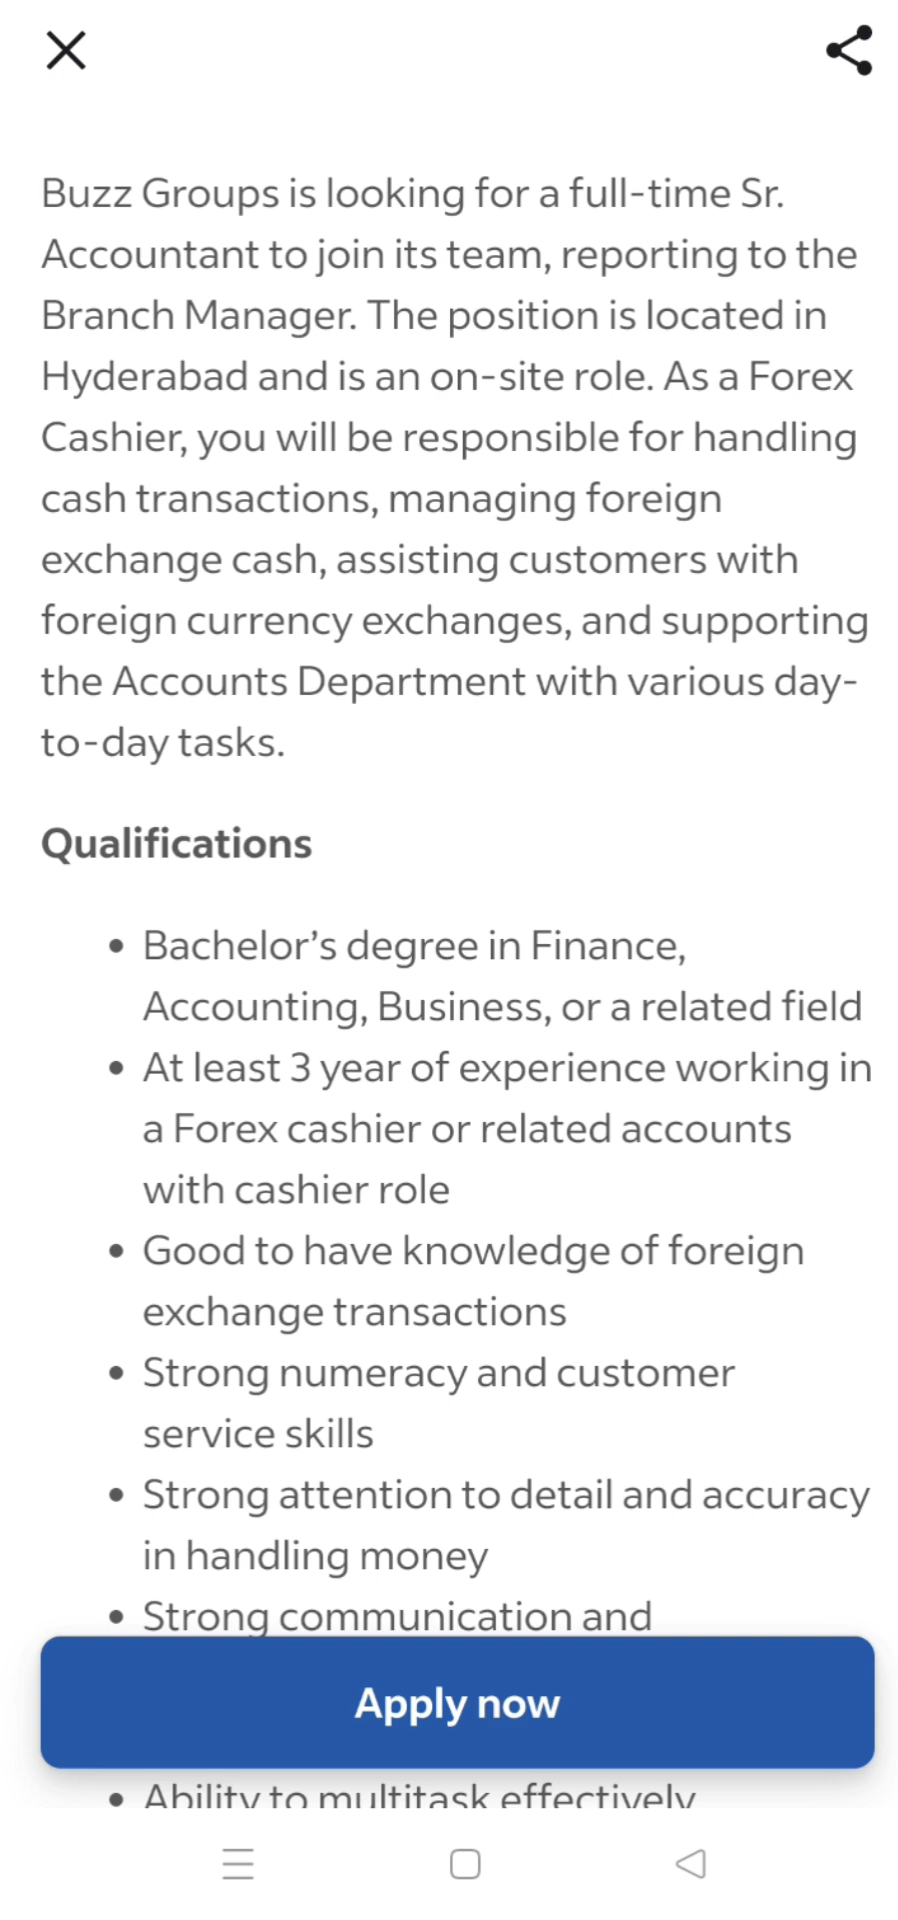 Buzz Groups is looking for a full-time Sr.
Accountant to join its team, reporting to the
Branch Manager. The position is located in
Hyderabad and is an on-site role. As a Forex
Cashier, you will be responsible for handling
cash transactions, managing foreign
exchange cash, assisting customers with
foreign currency exchanges, and supporting
the Accounts Department with various day-
to-day tasks.
Qualifications
• Bachelor’s degree in Finance,
Accounting, Business, or a related field
• At least 3 year of experience working in
a Forex cashier or related accounts
with cashier role
• Good to have knowledge of foreign
exchange transactions
• Strong numeracy and customer
service skills
• Strong attention to detail and accuracy
in handling money
• Strong communication and
Apply now
• Ability to multitask effectively